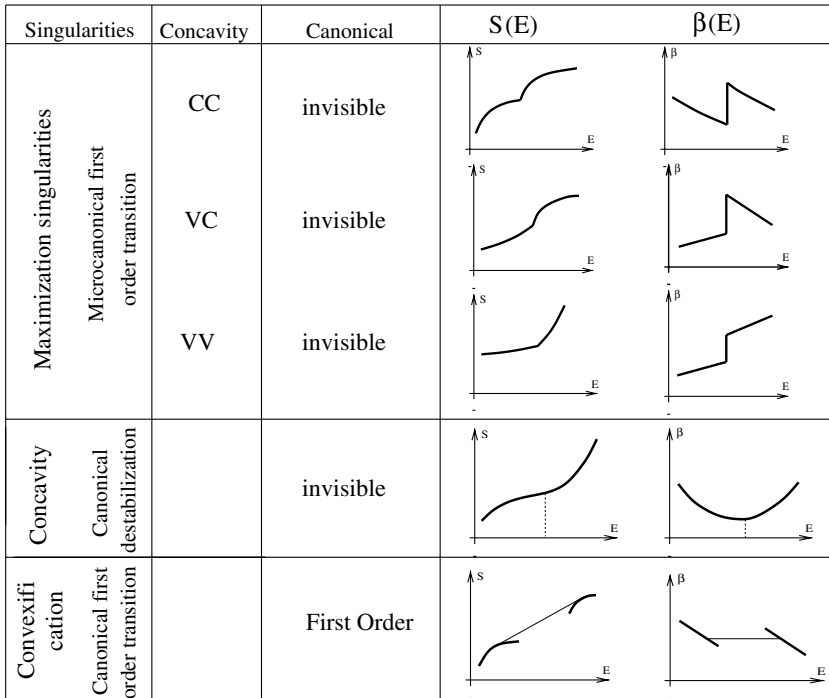 Singularities Concavity Canonical S(E) β(E)
Maximization singularities
Microcanonical first
order transition
CC invisible
S E
β E
VC invisible
S E
β E
VV invisible
S E
β E
Concavity
Canonical
destabilization
invisible
S E
β E
Convexifi
cation
Canonical first
order transition
First Order
S E
β E